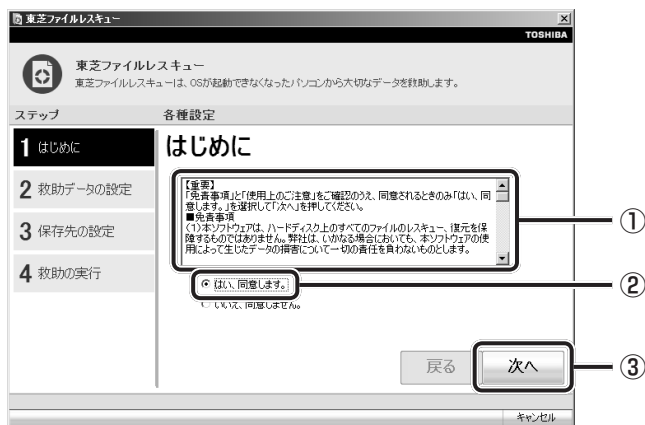 東芝ファイルレスキュー
TOSHIBA
東芝ファイルレスキュー
東芝ファイルレスキューは、OSが起動できなくなったパソコンから大切なデータを救助します。
ステップ
各種設定
1 はじめに
2 救助データの設定
3 保存先の設定
4 救助の実行
はじめに
【重要】
「免責事項」と「使用上のご注意」をご確認のうえ、同意されるときのみ「はい、同
意します。」を選択して「次へ」を押してください。
■免責事項
(1)本ソフトウェアは、ハードディスク上のすべてのファイルのレスキュー、復元を保
障するものではありません。弊社は、いかなる場合においても、本ソフトウェアの使
用によって生じたデータの損害について一切の責任を負わないものとします。
①
はい、同意します。
②
いいえ、同意しません。
戻る
次へ
③
キャンセル